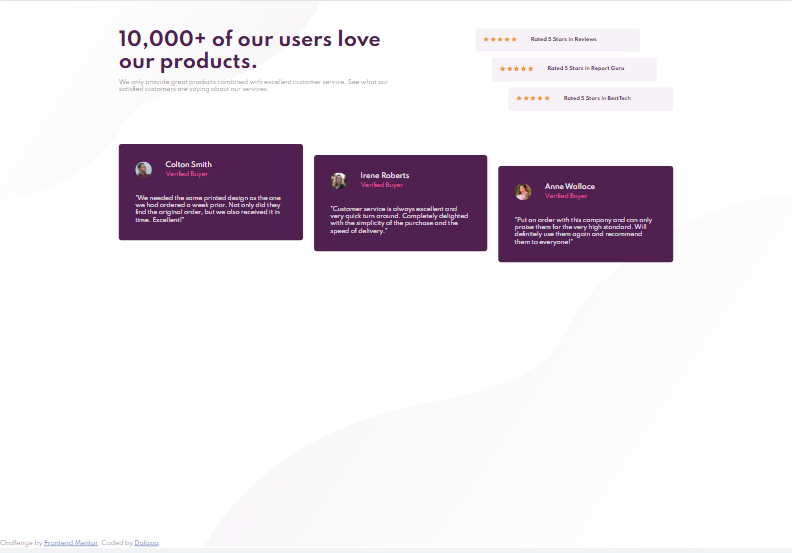 10,000+ of our users love
our products.
We only provide great products combined with excellent customer service. See what our
satisfied customers are saying about our services.
Rated 5 Stars in Reviews
Rated 5 Stars in Report Guru
Rated 5 Stars in BestTech
Colton Smith
Verified Buyer
"We needed the same printed design as the one
we had ordered a week prior. Not only did they
find the original order, but we also received it in
time. Excellent!"
Irene Roberts
Verified Buyer
"Customer service is always excellent and
very quick turn around. Completely delighted
with the simplicity of the purchase and the
speed of delivery."
Anne Wallace
Verified Buyer
"Put an order with this company and can only
praise them for the very high standard. Will
definitely use them again and recommend
them to everyone!"
Challenge by Frontend Mentor. Coded by